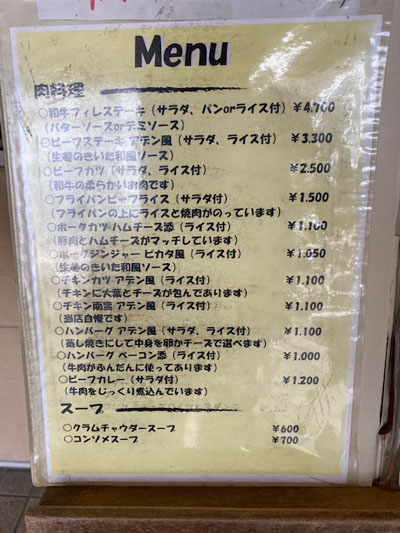 Menu
肉料理
○和牛フィレステーキ（サラダ、パンorライス付）￥4.700
（バターソースorデミソース）
○ビーフステーキ アデン風（サラダ、ライス付）￥3.300
（生姜のきいた和風ソース）
○ビーフカツ（サラダ、ライス付）￥2.500
（和牛の柔らかいお肉です）
○フライパンビーフライス（サラダ付）￥1.500
（フライパンの上にライスと焼肉がのっています）
○ポークカツ ハムチーズ添（ライス付）￥1.100
（豚肉とハムチーズがマッチしています）
○ポークジンジャー ピカタ風（ライス付）￥1.050
（生姜のきいた和風ソース）
○チキンカツ アデン風（ライス付）￥1.100
（チキンに大葉とチーズが包んであります）
○チキン南蛮 アデン風（ライス付）￥1.100
（当店自慢です）
○ハンバーグ アデン風（サラダ、ライス付）￥1.100
（蒸し焼きにして中身を卵かチーズで選べます）
○ハンバーグ ベーコン添（ライス付）￥1.000
（牛肉がふんだんに使ってあります）
○ビーフカレー（サラダ付）￥1.200
（牛肉をじっくり煮込んでいます）
スープ
○クラムチャウダースープ ￥600
○コンソメスープ ￥700